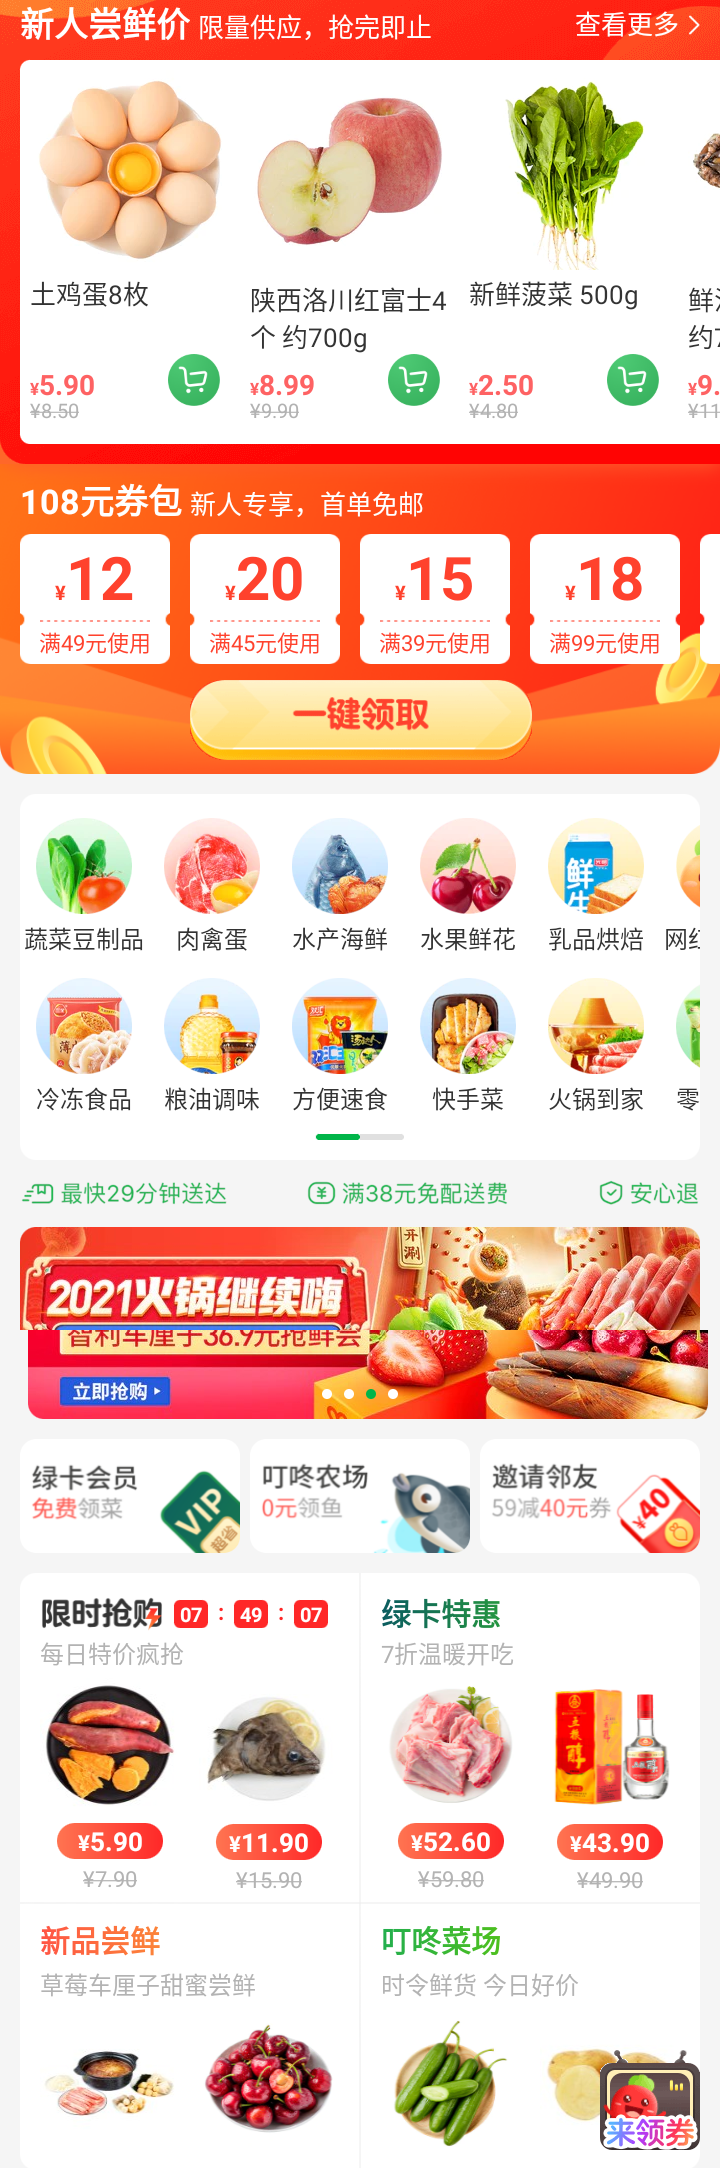 新人尝鲜价 限量供应，抢完即止
查看更多
土鸡蛋8枚
¥5.90
¥8.50
陕西洛川红富士4
个 约700g
¥8.99
¥9.90
新鲜菠菜 500g
¥2.50
¥4.80
¥9.
¥11
108元券包 新人专享，首单免邮
¥12
满49元使用
¥20
满45元使用
¥15
满39元使用
¥18
满99元使用
一键领取
蔬菜豆制品
肉禽蛋
水产海鲜
水果鲜花
乳品烘焙
冷冻食品
粮油调味
方便速食
快手菜
火锅到家
最快29分钟送达
满38元免配送费
安心退
开涮
2021火锅继续嗨
智利车厘子36.9元抢鲜尝
立即抢购
绿卡会员
免费领菜
VIP
超省
叮咚农场
0元领鱼
邀请邻友
59减40元券
¥40
限时抢购 07 : 49 : 07
每日特价疯抢
¥5.90
¥7.90
¥11.90
¥15.90
绿卡特惠
7折温暖开吃
¥52.60
¥59.80
¥43.90
¥49.90
新品尝鲜
草莓车厘子甜蜜尝鲜
叮咚菜场
时令鲜货 今日好价
来领券